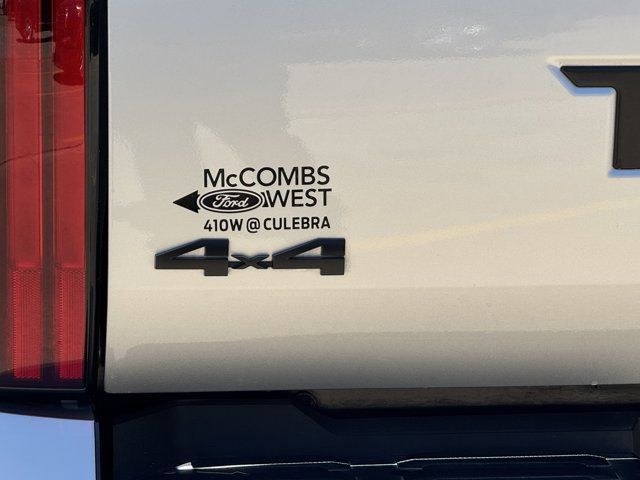 McCOMBS
Ford WEST
410W @ CULEBRA
4x4
T